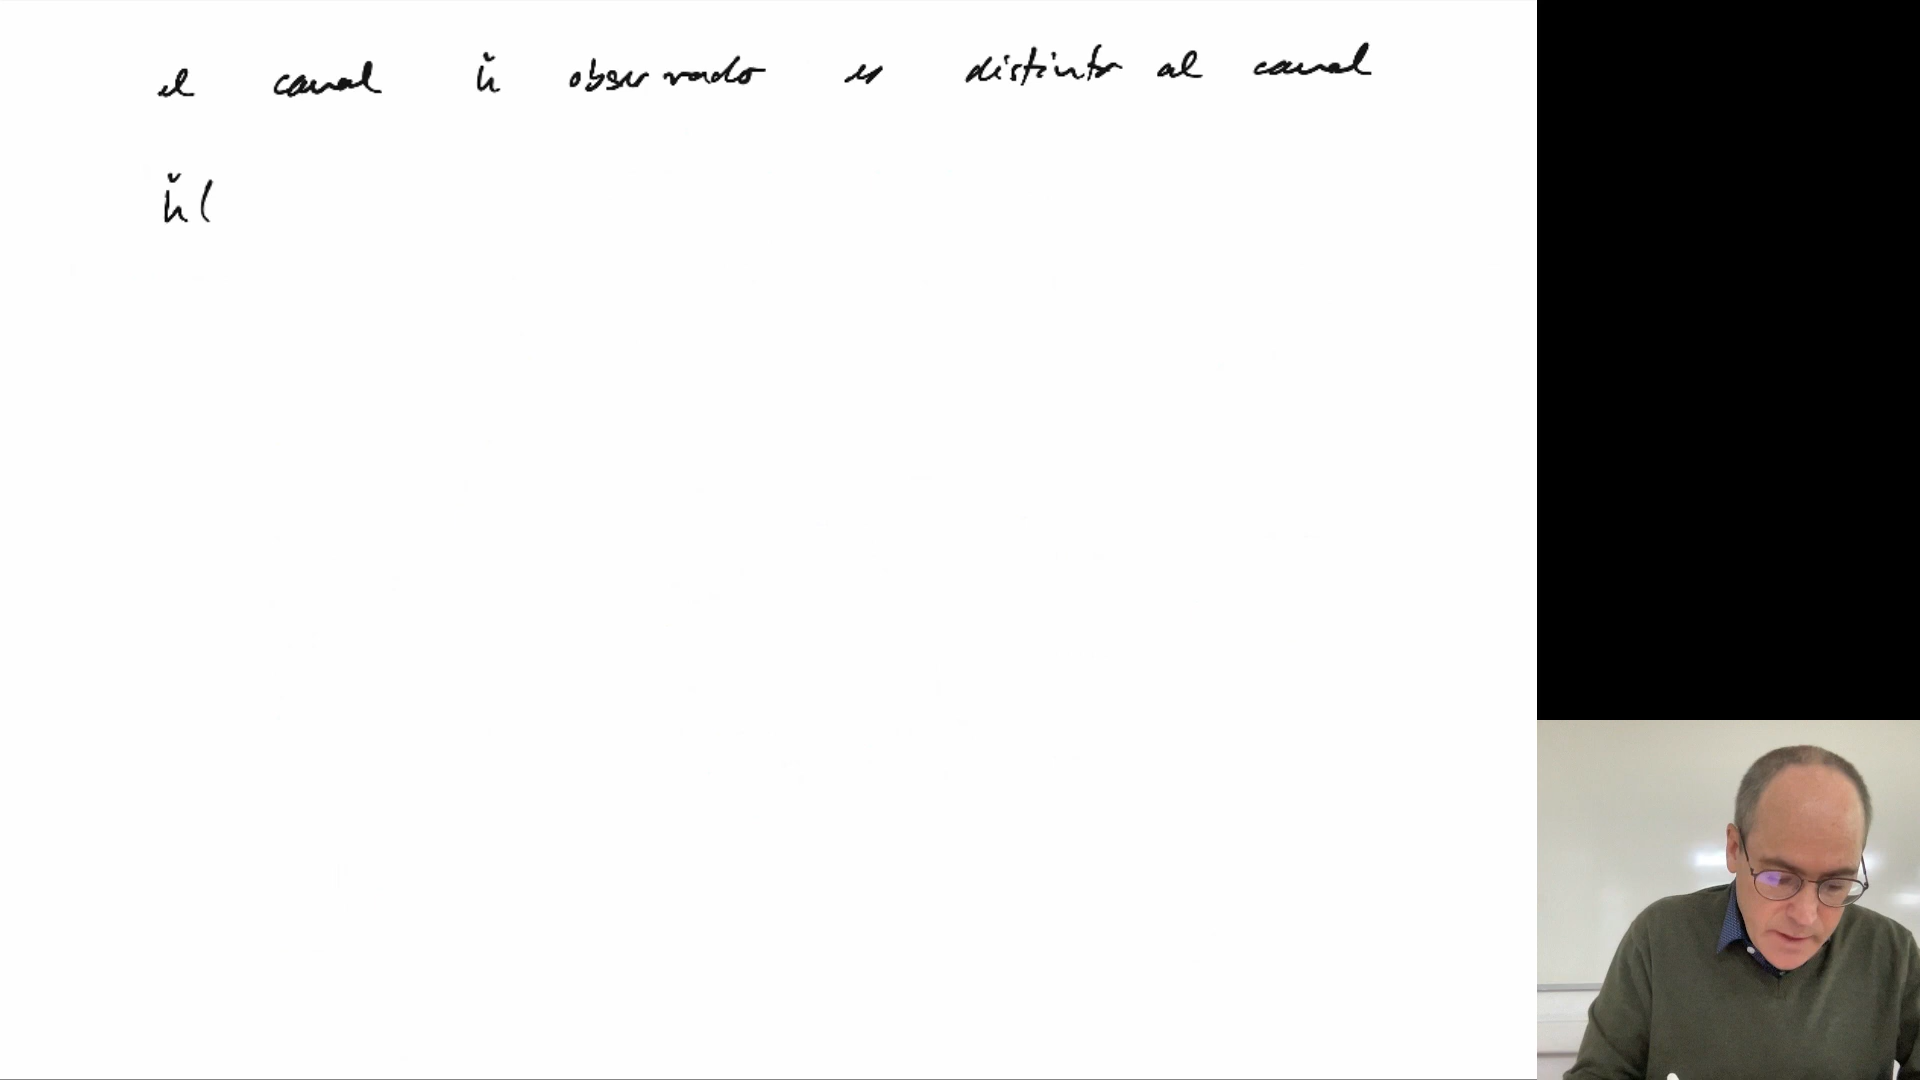 el canal ȟ observado es distinto al canal
ȟ(